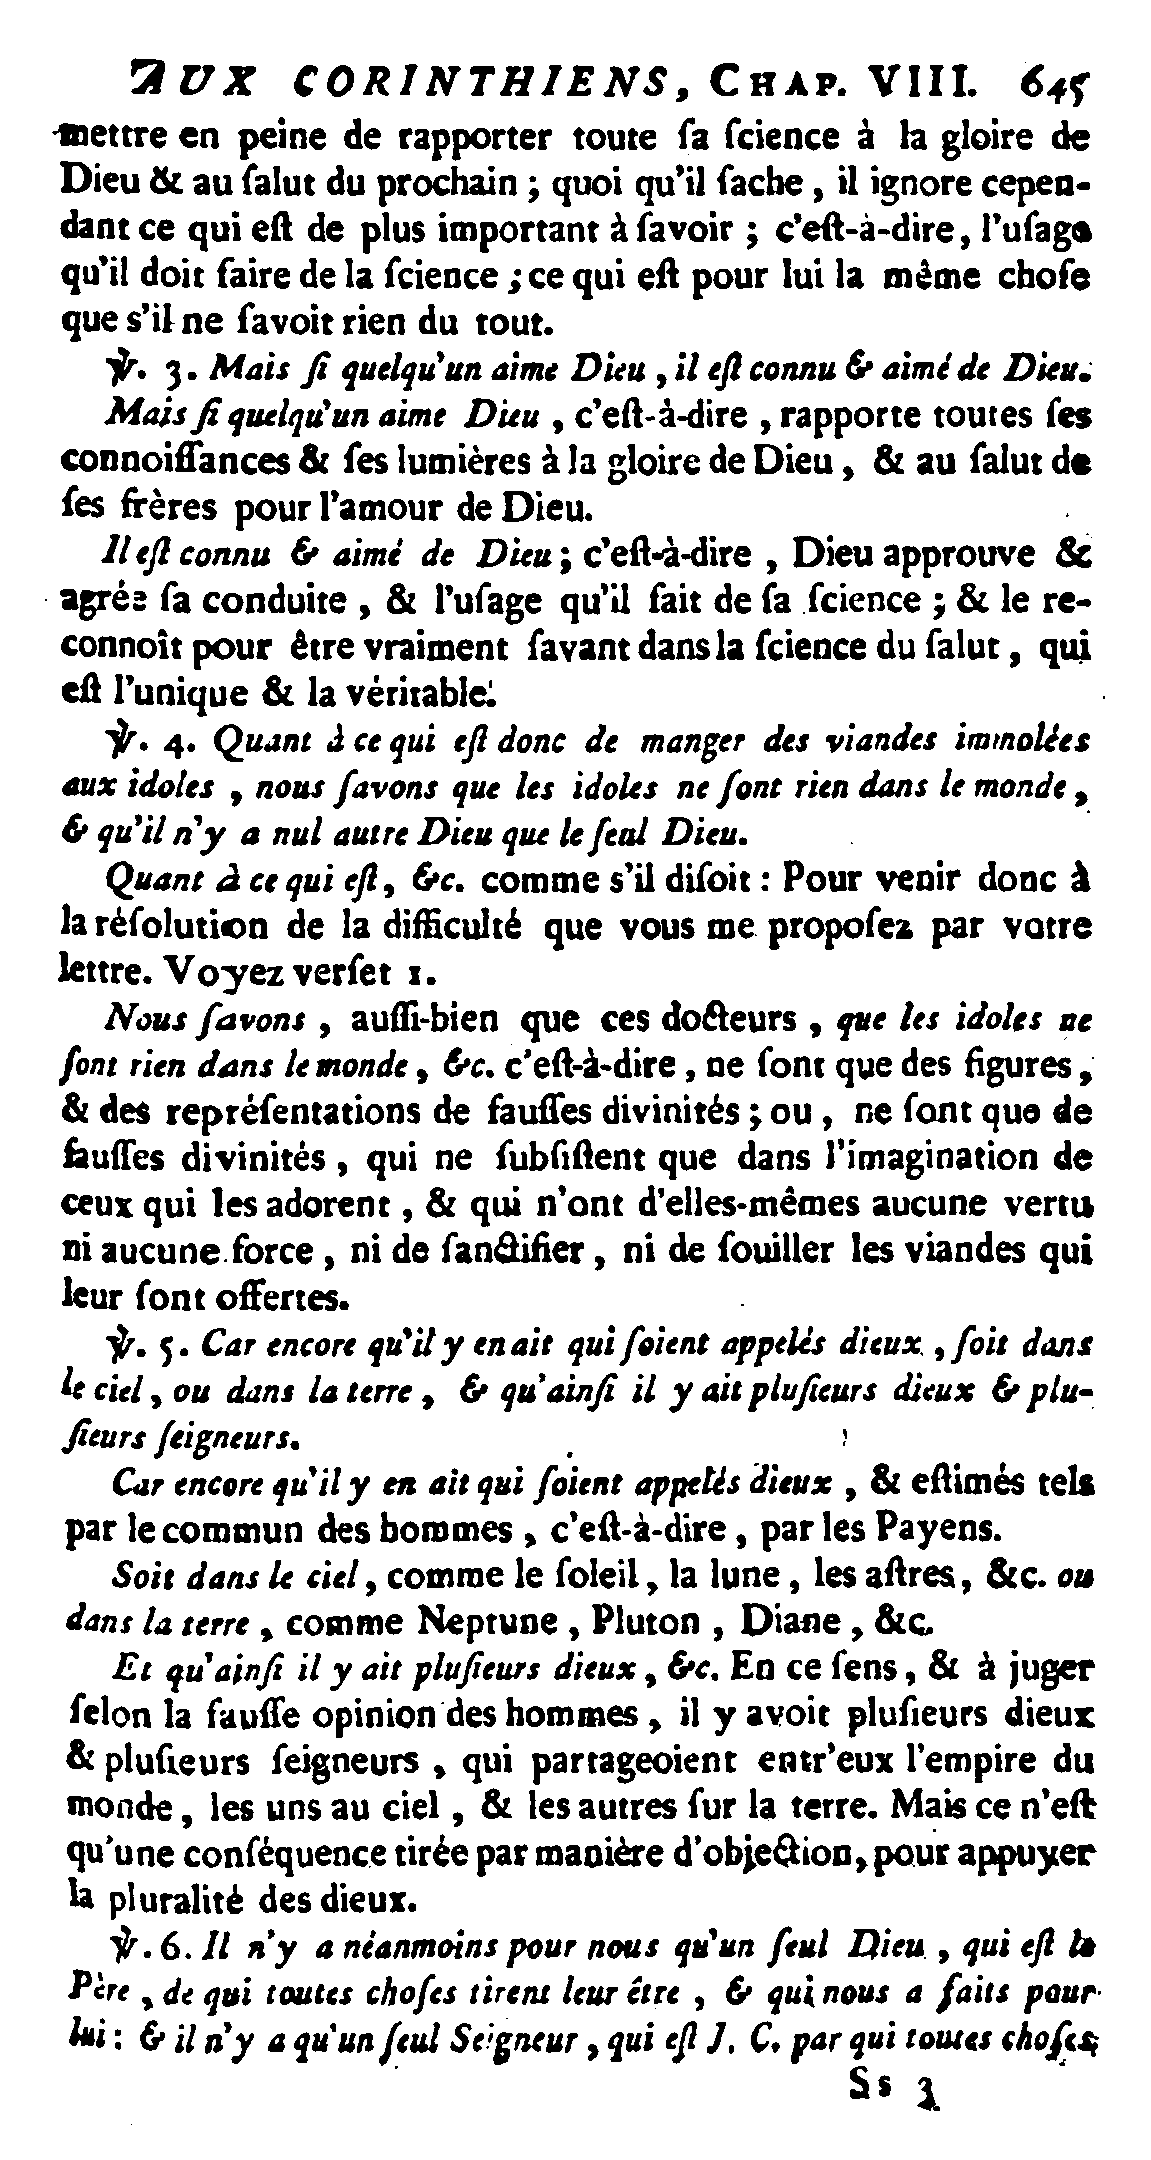 AUX CORINTHIENS, CHAP. VIII. 645
mettre en peine de rapporter toute ſa ſcience à la gloire de
Dieu & au ſalut du prochain ; quoi qu'il ſache , il ignore cepen-
dant ce qui eſt de plus important à ſavoir ; c'eſt-à-dire, l'uſage
qu'il doit faire de la ſcience ; ce qui eſt pour lui la même choſe
que s'il ne ſavoit rien du tout.
℣. 3. Mais ſi quelqu'un aime Dieu , il eſt connu & aimé de Dieu.
Mais ſi quelqu'un aime Dieu , c'eſt-à-dire , rapporte toutes ſes
connoiſſances & ſes lumières à la gloire de Dieu , & au ſalut de
ſes frères pour l'amour de Dieu.
Il eſt connu & aimé de Dieu ; c'eſt-à-dire , Dieu approuve &
agrée ſa conduite , & l'uſage qu'il fait de ſa ſcience ; & le re-
connoît pour être vraiment ſavant dans la ſcience du ſalut , qui
eſt l'unique & la véritable.
℣. 4. Quant à ce qui eſt donc de manger des viandes immolées
aux idoles , nous ſavons que les idoles ne ſont rien dans le monde ,
& qu'il n'y a nul autre Dieu que le ſeul Dieu.
Quant à ce qui eſt, &c. comme s'il diſoit : Pour venir donc à
la réſolution de la difficulté que vous me propoſez par votre
lettre. Voyez verſet 1.
Nous ſavons , auſſi-bien que ces docteurs , que les idoles ne
ſont rien dans le monde , &c. c'eſt-à-dire , ne ſont que des figures ,
& des repréſentations de fauſſes divinités ; ou , ne ſont que de
fauſſes divinités , qui ne ſubſiſtent que dans l'imagination de
ceux qui les adorent , & qui n'ont d'elles-mêmes aucune vertu
ni aucune force , ni de ſanctifier , ni de ſouiller les viandes qui
leur ſont offertes.
℣. 5. Car encore qu'il y en ait qui ſoient appelés dieux , ſoit dans
le ciel , ou dans la terre , & qu'ainſi il y ait pluſieurs dieux & plu-
ſieurs ſeigneurs.
Car encore qu'il y en ait qui ſoient appelés dieux , & eſtimés tels
par le commun des hommes , c'eſt-à-dire , par les Payens.
Soit dans le ciel , comme le ſoleil , la lune , les aſtres, &c. ou
dans la terre , comme Neptune , Pluton , Diane , &c.
Et qu'ainſi il y ait pluſieurs dieux , &c. En ce ſens , & à juger
ſelon la fauſſe opinion des hommes , il y avoit pluſieurs dieux
& pluſieurs ſeigneurs , qui partageoient entr'eux l'empire du
monde , les uns au ciel , & les autres ſur la terre. Mais ce n'eſt
qu'une conſéquence tirée par manière d'objection, pour appuyer
la pluralité des dieux.
℣. 6. Il n'y a néanmoins pour nous qu'un ſeul Dieu , qui eſt le
Père , de qui toutes choſes tirent leur être , & qui nous a faits pour
lui : & il n'y a qu'un ſeul Seigneur , qui eſt J. C. par qui toutes choſes
Ss 3